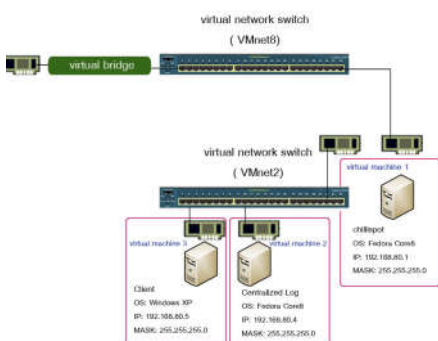 virtual network switch
( VMnet8)
virtual bridge
virtual network switch
( VMnet2)
virtual machine 1
chillispot
OS: Fedora Core6
IP: 192.168.80.1
MASK: 255.255.255.0
virtual machine 3
Client
OS: Windows XP
IP: 192.168.80.5
MASK: 255.255.255.0
virtual machine 2
Centralized Log
OS: Fedora Core6
IP: 192.168.80.4
MASK: 255.255.255.0